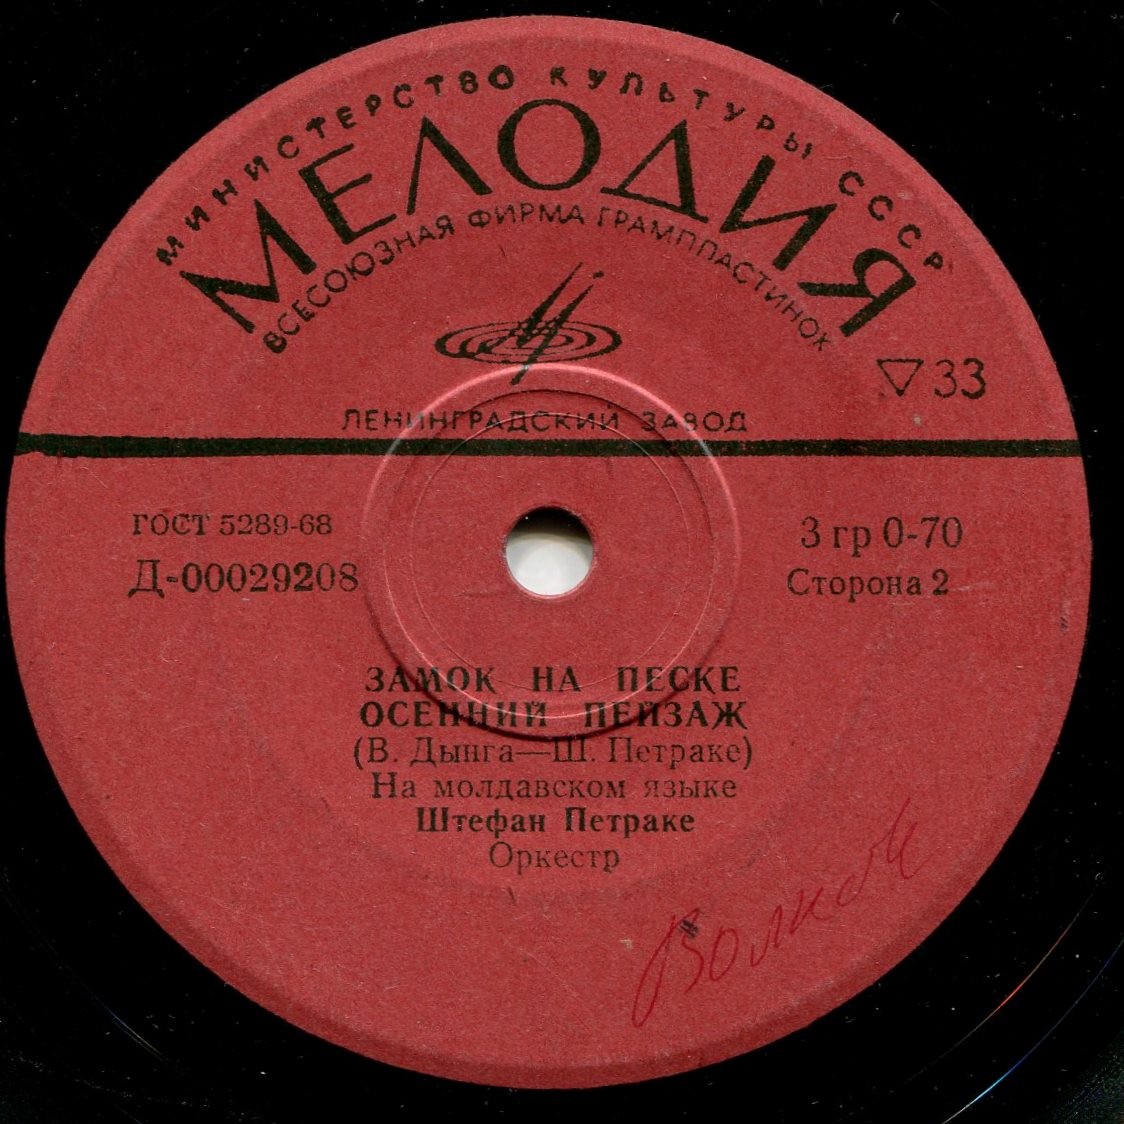 МИНИСТЕРСТВО КУЛЬТУРЫ СССР
МЕЛОДИЯ
ВСЕСОЮЗНАЯ ФИРМА ГРАМПЛАСТИНОК
33
ЛЕНИНГРАДСКИЙ ЗАВОД
ГОСТ 5289-68
3 гр 0-70
Д-00029208
Сторона 2
ЗАМОК НА ПЕСКЕ
ОСЕННИЙ ПЕЙЗАЖ
(В. Дынга—Ш. Петраке)
На молдавском языке
Штефан Петраке
Оркестр